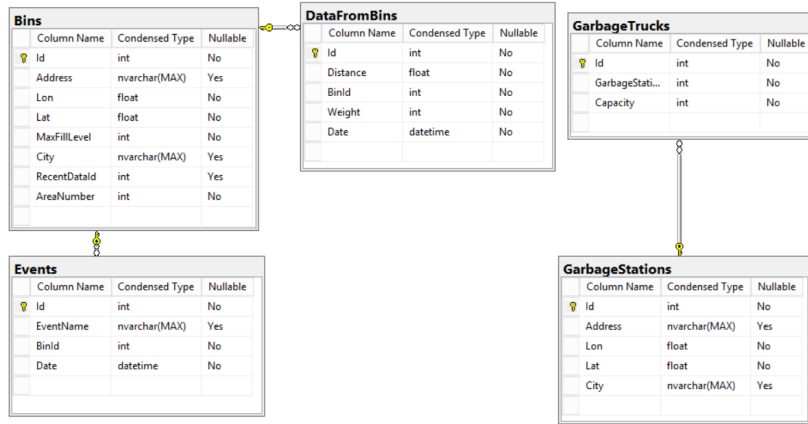 Bins
Column Name Condensed Type Nullable
Id int No
Address nvarchar(MAX) Yes
Lon float No
Lat float No
MaxFillLevel int No
City nvarchar(MAX) Yes
RecentDataId int Yes
AreaNumber int No
DataFromBins
Column Name Condensed Type Nullable
Id int No
Distance float No
BinId int No
Weight int No
Date datetime No
GarbageTrucks
Column Name Condensed Type Nullable
Id int No
GarbageStati... int No
Capacity int No
Events
Column Name Condensed Type Nullable
Id int No
EventName nvarchar(MAX) Yes
BinId int No
Date datetime No
GarbageStations
Column Name Condensed Type Nullable
Id int No
Address nvarchar(MAX) Yes
Lon float No
Lat float No
City nvarchar(MAX) Yes